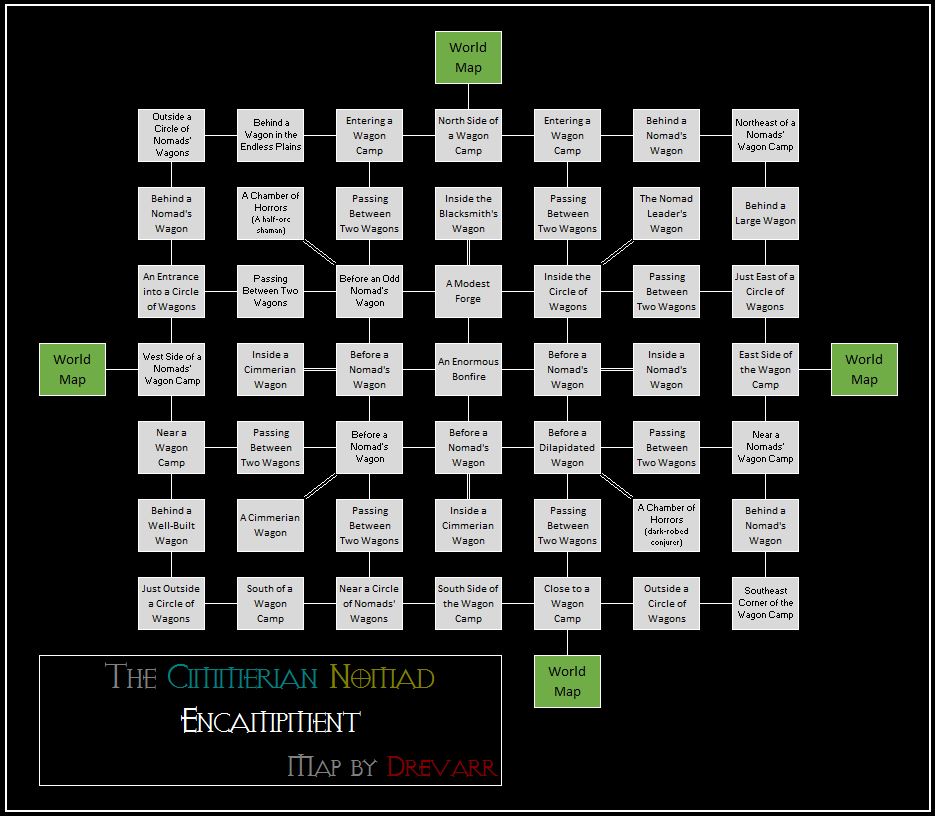 World
Map
Outside a
Circle of
Nomads'
Wagons
Behind a
Wagon in the
Endless Plains
Entering a
Wagon
Camp
North Side of
a Wagon
Camp
Entering a
Wagon
Camp
Behind a
Nomad's
Wagon
Northeast of a
Nomads'
Wagon Camp
Behind a
Nomad's
Wagon
A Chamber of
Horrors
(A half-orc
shaman)
Passing
Between
Two Wagons
Inside the
Blacksmith's
Wagon
Passing
Between
Two Wagons
The Nomad
Leader's
Wagon
Behind a
Large Wagon
An Entrance
into a Circle
of Wagons
Passing
Between Two
Wagons
Before an Odd
Nomad's
Wagon
A Modest
Forge
Inside the
Circle of
Wagons
Passing
Between
Two Wagons
Just East of a
Circle of
Wagons
World
Map
West Side of a
Nomads'
Wagon Camp
Inside a
Cimmerian
Wagon
Before a
Nomad's
Wagon
An Enormous
Bonfire
Before a
Nomad's
Wagon
Inside a
Nomad's
Wagon
East Side of
the Wagon
Camp
World
Map
Near a
Wagon
Camp
Passing
Between
Two Wagons
Before a
Nomad's
Wagon
Before a
Nomad's
Wagon
Before a
Dilapidated
Wagon
Passing
Between
Two Wagons
Near a
Nomads'
Wagon Camp
Behind a
Well-Built
Wagon
A Cimmerian
Wagon
Passing
Between
Two Wagons
Inside a
Cimmerian
Wagon
Passing
Between
Two Wagons
A Chamber of
Horrors
(dark-robed
conjurer)
Behind a
Nomad's
Wagon
Just Outside
a Circle of
Wagons
South of a
Wagon
Camp
Near a Circle
of Nomads'
Wagons
South Side of
the Wagon
Camp
Close to a
Wagon
Camp
Outside a
Circle of
Wagons
Southeast
Corner of the
Wagon Camp
World
Map
The Cimmerian Nomad
Encampment
Map by Drevarr